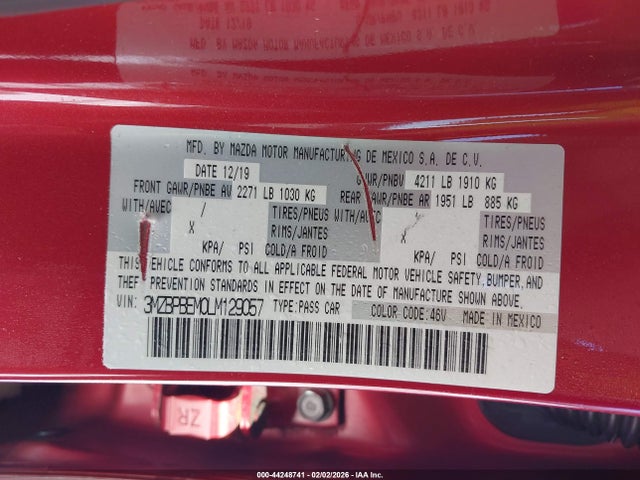 MFD. BY MAZDA MOTOR MANUFACTURING DE MEXICO S.A. DE C.V.
DATE 12/19 GVWR/PNBV 4211 LB 1910 KG
FRONT GAWR/PNBE AV 2271 LB 1030 KG REAR GAWR/PNBE AR 1951 LB 885 KG
WITH/AVEC / TIRES/PNEUS WITH/AVEC / TIRES/PNEUS
X RIMS/JANTES X RIMS/JANTES
KPA/ PSI COLD/A FROID KPA/ PSI COLD/A FROID
THIS VEHICLE CONFORMS TO ALL APPLICABLE FEDERAL MOTOR VEHICLE SAFETY, BUMPER, AND
THEFT PREVENTION STANDARDS IN EFFECT ON THE DATE OF MANUFACTURE SHOWN ABOVE.
VIN: 3MZBPBEM0LM129057 TYPE:PASS CAR COLOR CODE:46V MADE IN MEXICO
ZR
000-44248741 - 02/02/2026 - IAAI.com